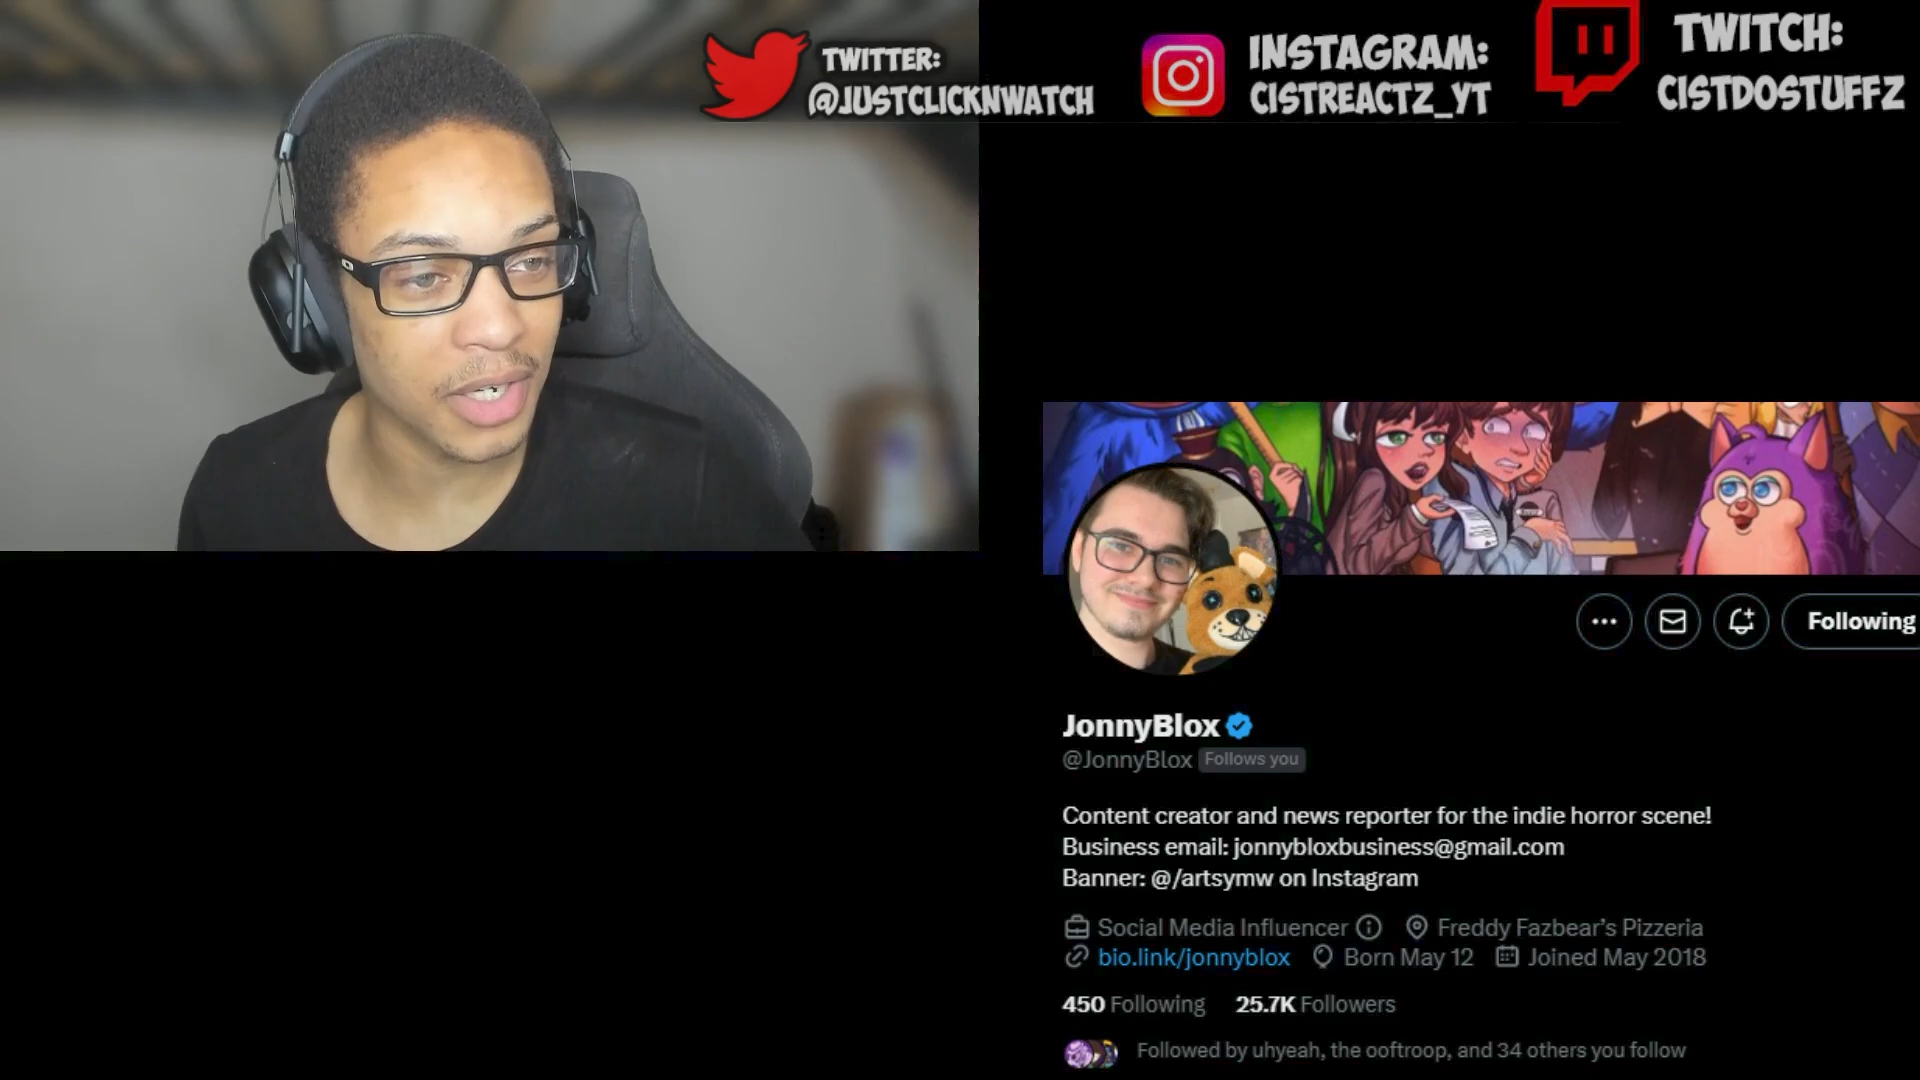 TWITTER:
@JUSTCLICKNWATCH
INSTAGRAM:
CISTREACTZ_YT
TWITCH:
CISTDOSTUFFZ
Following
JonnyBlox
@JonnyBlox Follows you
Content creator and news reporter for the indie horror scene!
Business email: jonnybloxbusiness@gmail.com
Banner: @/artsymw on Instagram
Social Media Influencer Freddy Fazbear's Pizzeria
bio.link/jonnyblox Born May 12 Joined May 2018
450 Following 25.7K Followers
Followed by uhyeah, the ooftroop, and 34 others you follow